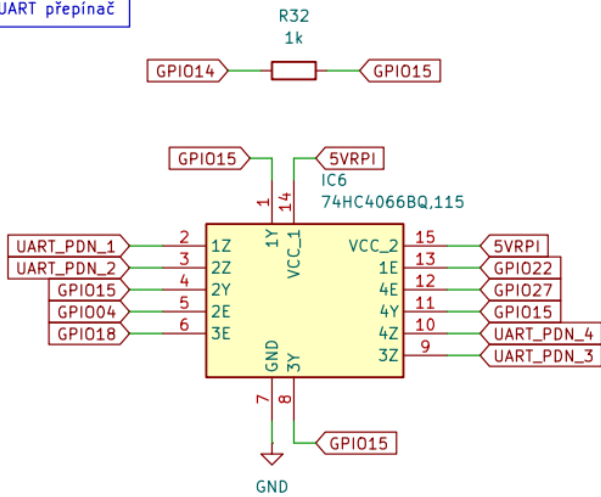 UART přepínač
R32
1k
GPIO14
GPIO15
GPIO15
5VRPI
IC6
74HC4066BQ,115
1
14
1Y
VCC_1
UART_PDN_1
2
1Z
UART_PDN_2
3
2Z
GPIO15
4
2Y
GPIO04
5
2E
GPIO18
6
3E
VCC_2
15
5VRPI
1E
13
GPIO22
4E
12
GPIO27
4Y
11
GPIO15
4Z
10
UART_PDN_4
3Z
9
UART_PDN_3
GND
3Y
7
8
GPIO15
GND